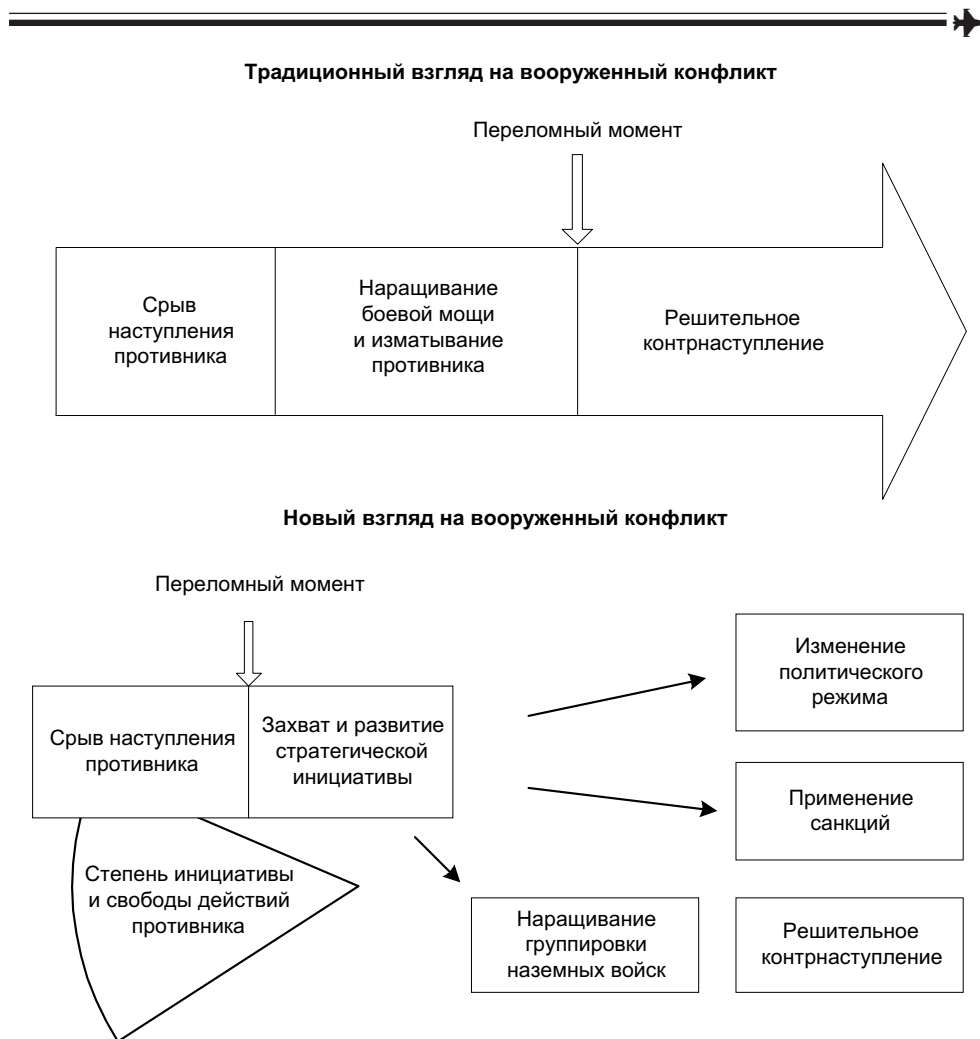 Традиционный взгляд на вооруженный конфликт
Переломный момент
Срыв
наступления
противника
Наращивание
боевой мощи
и изматывание
противника
Решительное
контрнаступление
Новый взгляд на вооруженный конфликт
Переломный момент
Срыв наступления
противника
Захват и развитие
стратегической
инициативы
Изменение
политического
режима
Применение
санкций
Степень инициативы
и свободы действий
противника
Наращивание
группировки
наземных войск
Решительное
контрнаступление